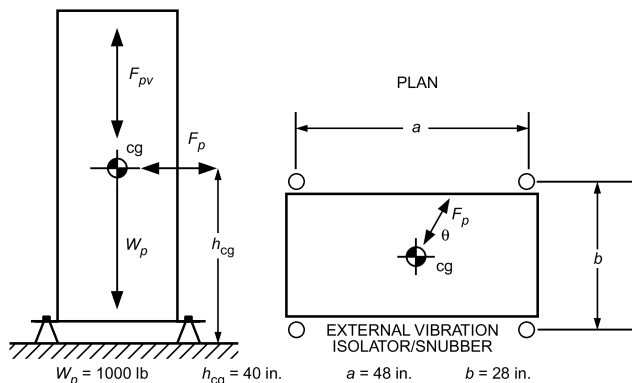 F_pv
cg
F_p
W_p
h_cg
PLAN
a
F_p
θ
cg
b
EXTERNAL VIBRATION
ISOLATOR/SNUBBER
W_p = 1000 lb h_cg = 40 in. a = 48 in. b = 28 in.